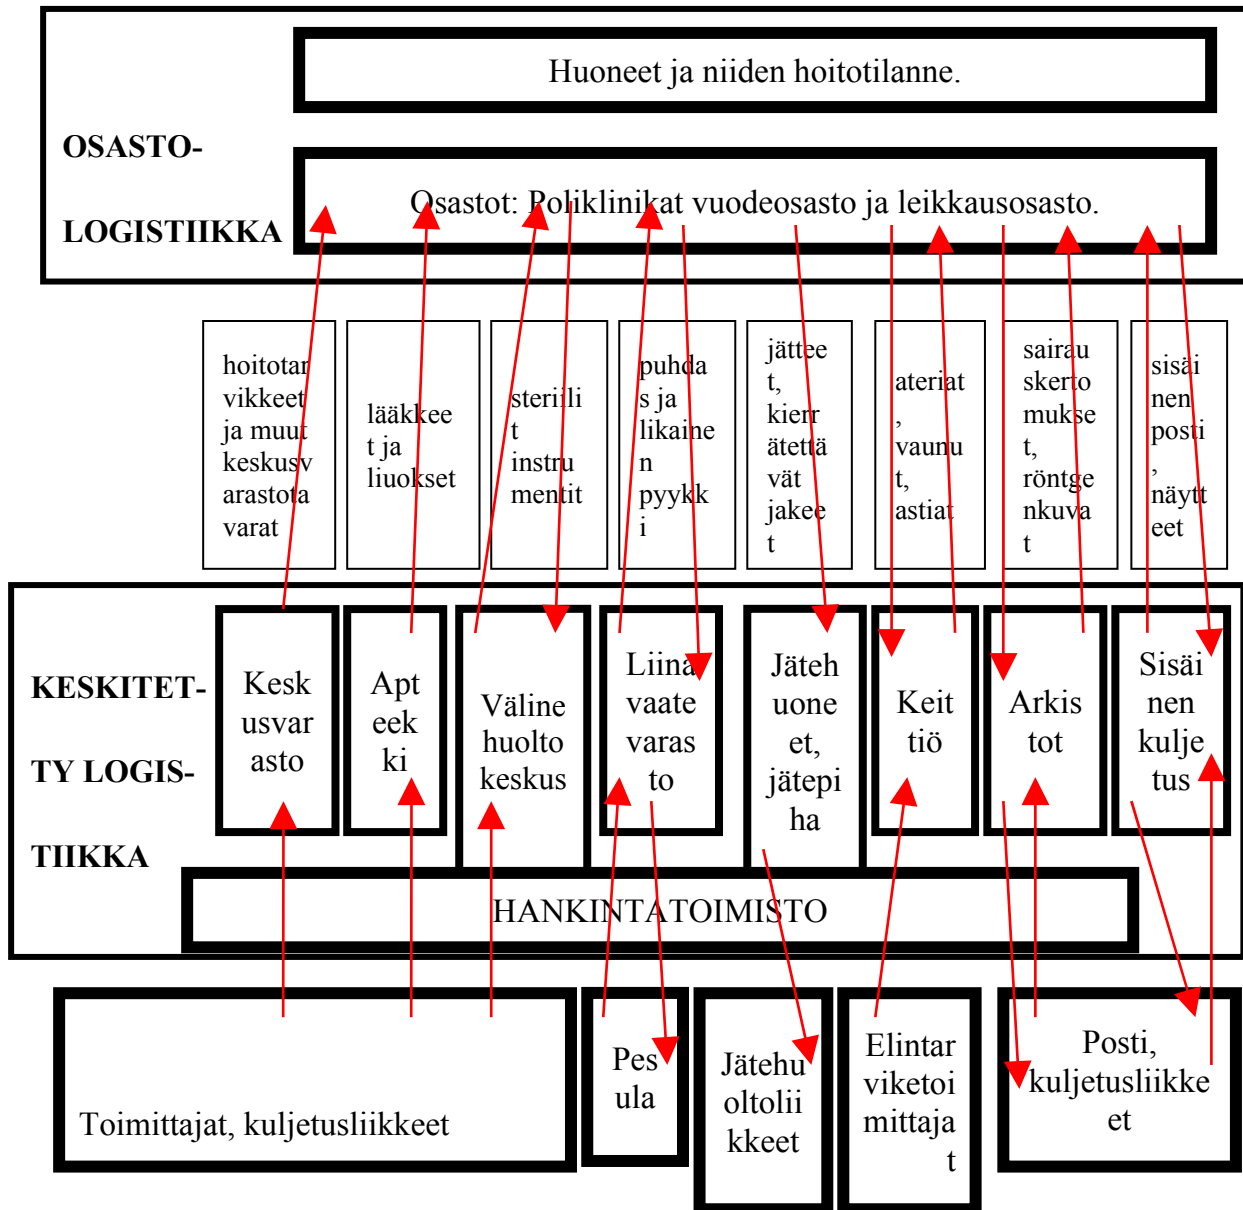 Huoneet ja niiden hoitotilanne.
OSASTO-
LOGISTIIKKA
Osastot: Poliklinikat vuodeosasto ja leikkausosasto.
hoitotar
vikkeet
ja muut
keskusv
arastota
varat
lääkkee
t ja
liuokset
steriili
t
instru
mentit
puhda
s ja
likaine
n
pyykk
i
jättee
t,
kierr
ätettä
vät
jakee
t
ateriat
,
vaunu
t,
astiat
sairau
skerto
mukset
,
röntge
nkuva
t
sisäi
nen
posti
,
näytt
eet
KESKITET-
TY LOGIS-
TIIKKA
Kesk
usvar
asto
Apt
eek
ki
Väline
huolto
keskus
Liina
vaate
varas
to
Jäteh
uone
et,
jätepi
ha
Keit
tiö
Arkis
tot
Sisäi
nen
kulje
tus
HANKINTATOIMISTO
Toimittajat, kuljetusliikkeet
Pes
ula
Jätehu
oltolii
kkeet
Elintar
viketoi
mittaja
t
Posti,
kuljetusliikke
et